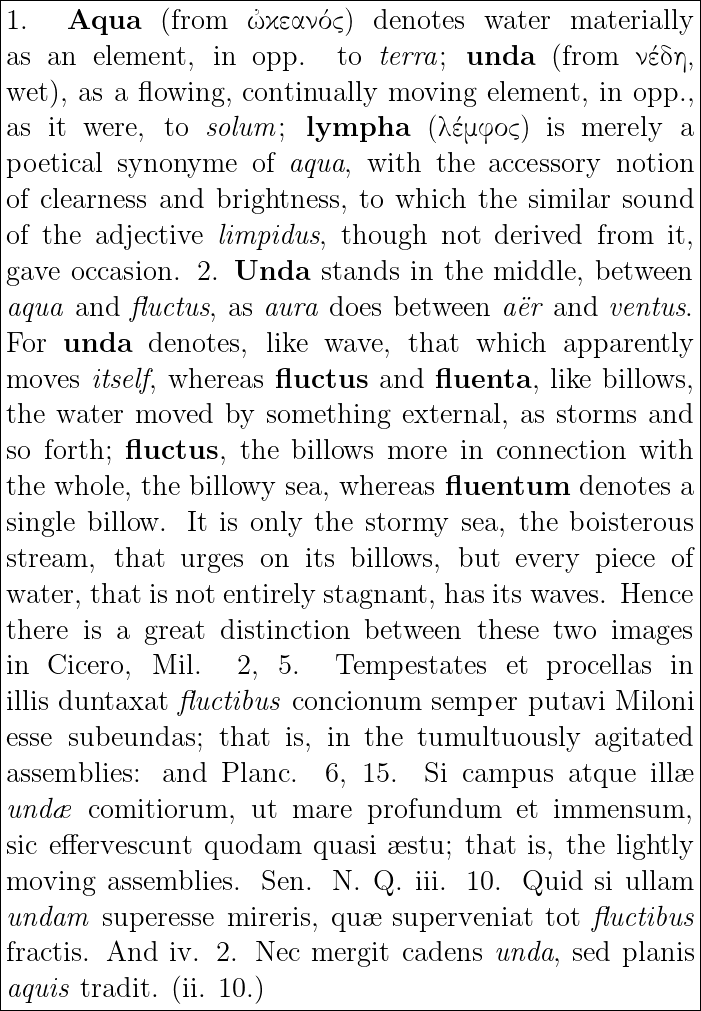 1. Aqua (from ὠκεανός) denotes water materially
as an element, in opp. to terra; unda (from νέδη,
wet), as a flowing, continually moving element, in opp.,
as it were, to solum; lympha (λέμφος) is merely a
poetical synonyme of aqua, with the accessory notion
of clearness and brightness, to which the similar sound
of the adjective limpidus, though not derived from it,
gave occasion. 2. Unda stands in the middle, between
aqua and fluctus, as aura does between aër and ventus.
For unda denotes, like wave, that which apparently
moves itself, whereas fluctus and fluenta, like billows,
the water moved by something external, as storms and
so forth; fluctus, the billows more in connection with
the whole, the billowy sea, whereas fluentum denotes a
single billow. It is only the stormy sea, the boisterous
stream, that urges on its billows, but every piece of
water, that is not entirely stagnant, has its waves. Hence
there is a great distinction between these two images
in Cicero, Mil. 2, 5. Tempestates et procellas in
illis duntaxat fluctibus concionum semper putavi Miloni
esse subeundas; that is, in the tumultuously agitated
assemblies: and Planc. 6, 15. Si campus atque illæ
undæ comitiorum, ut mare profundum et immensum,
sic effervescunt quodam quasi æstu; that is, the lightly
moving assemblies. Sen. N. Q. iii. 10. Quid si ullam
undam superesse mireris, quæ superveniat tot fluctibus
fractis. And iv. 2. Nec mergit cadens unda, sed planis
aquis tradit. (ii. 10.)